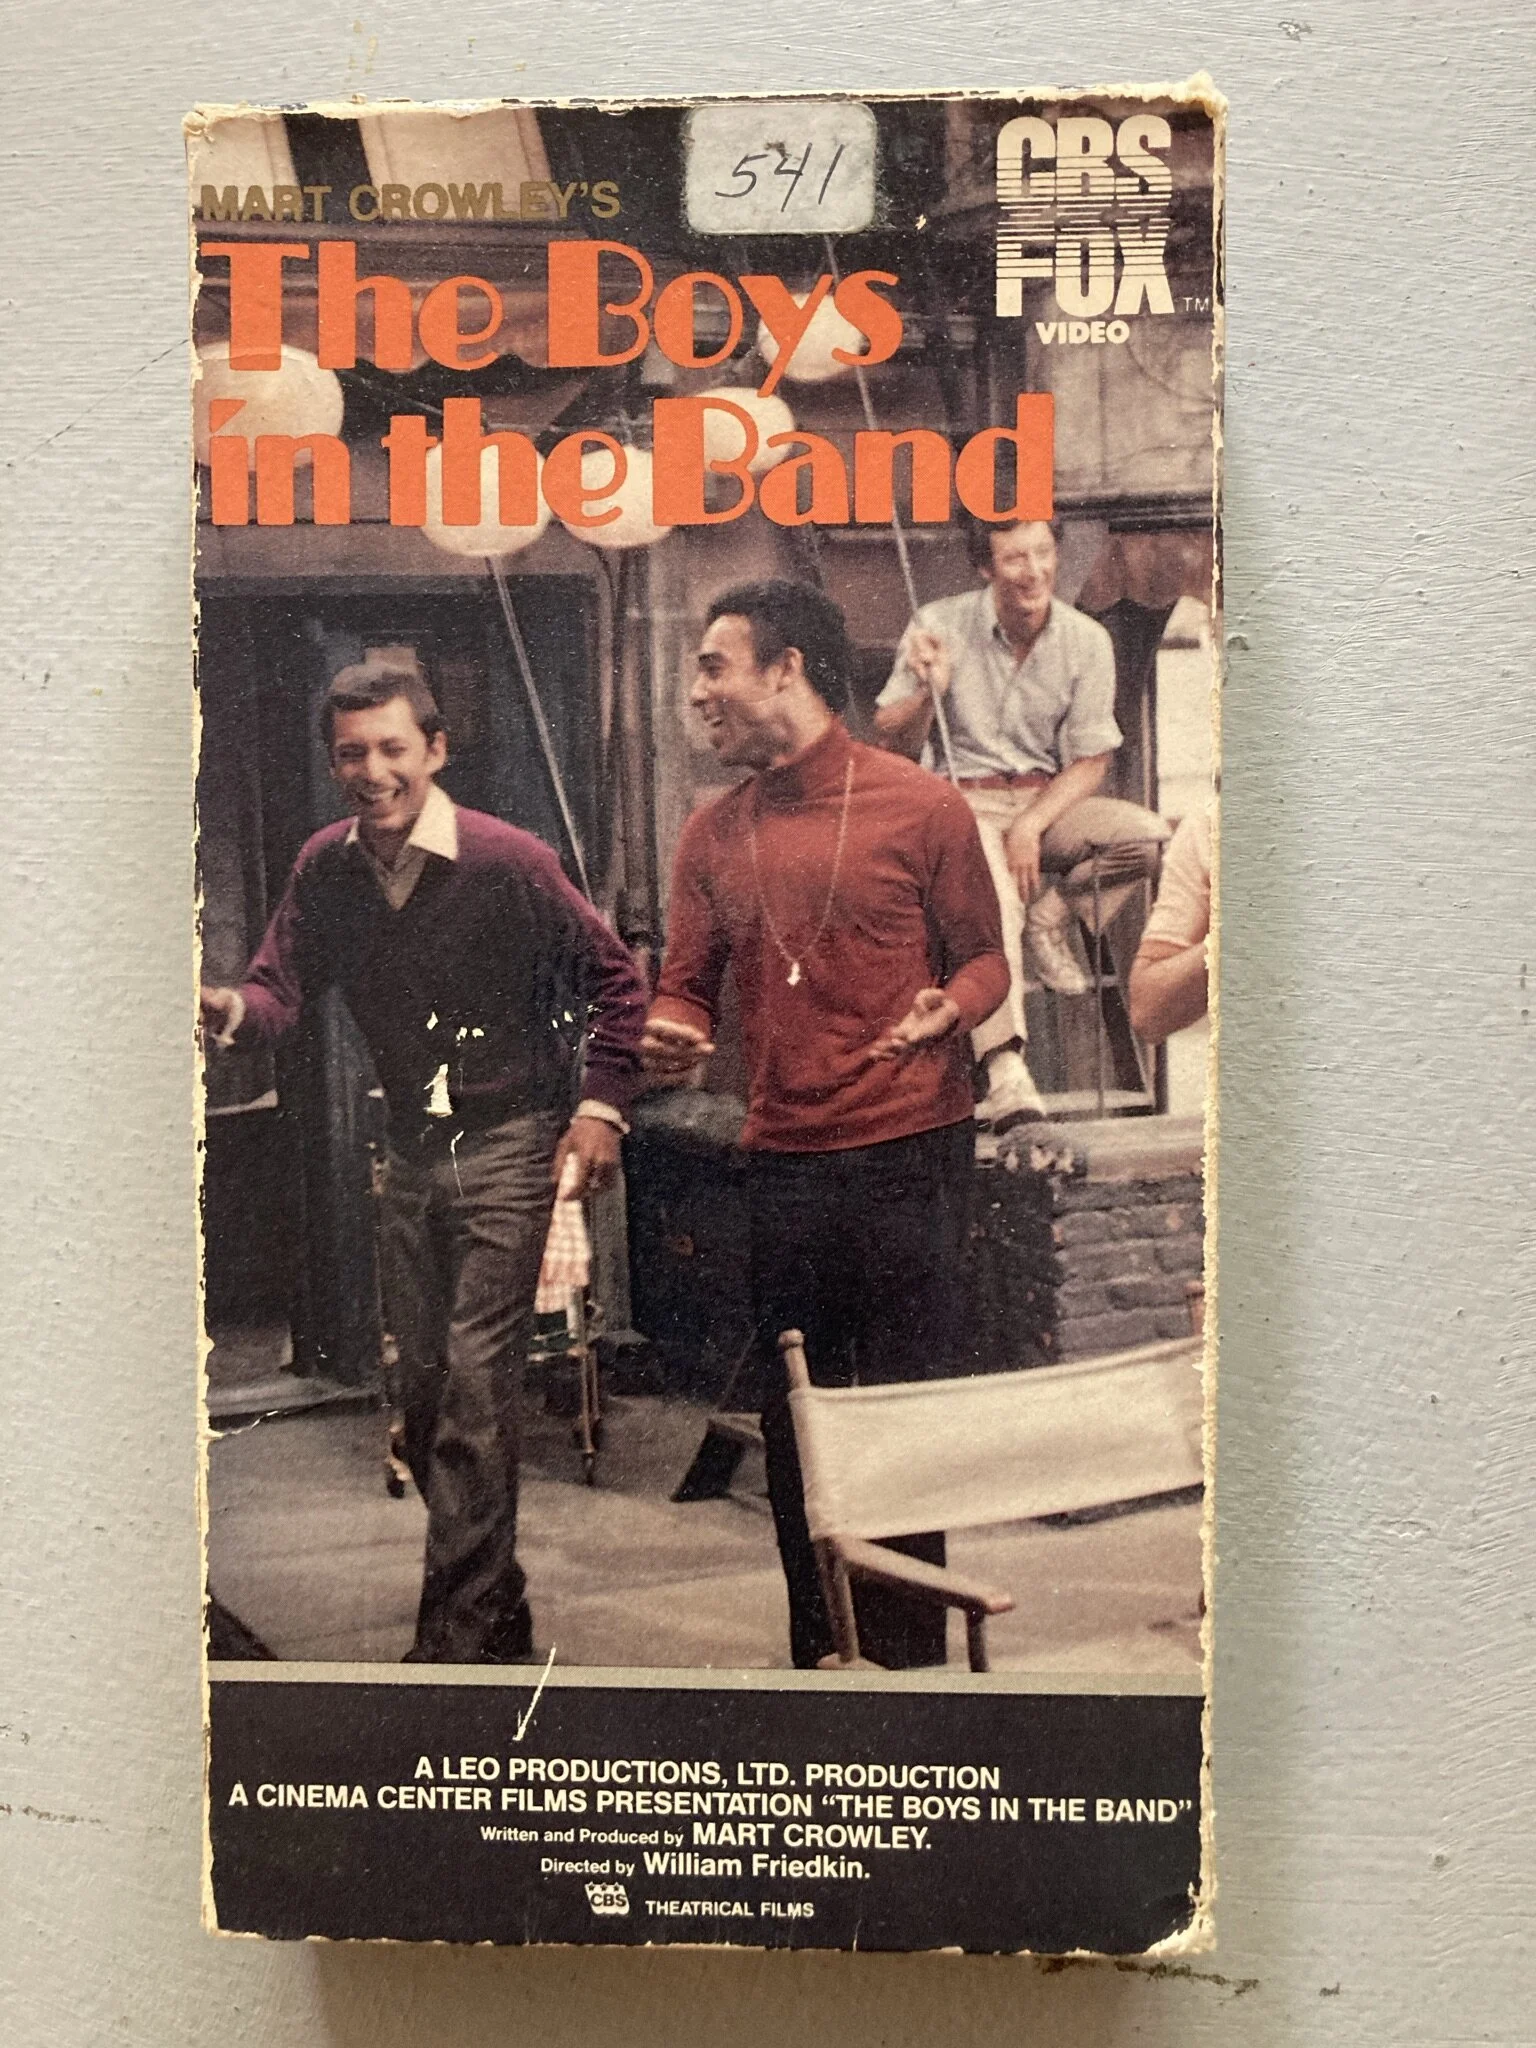 541
CBS
FOX
TM
VIDEO
MART CROWLEY'S
The Boys
in the Band
A LEO PRODUCTIONS, LTD. PRODUCTION
A CINEMA CENTER FILMS PRESENTATION “THE BOYS IN THE BAND”
Written and Produced by MART CROWLEY.
Directed by William Friedkin.
CBS THEATRICAL FILMS